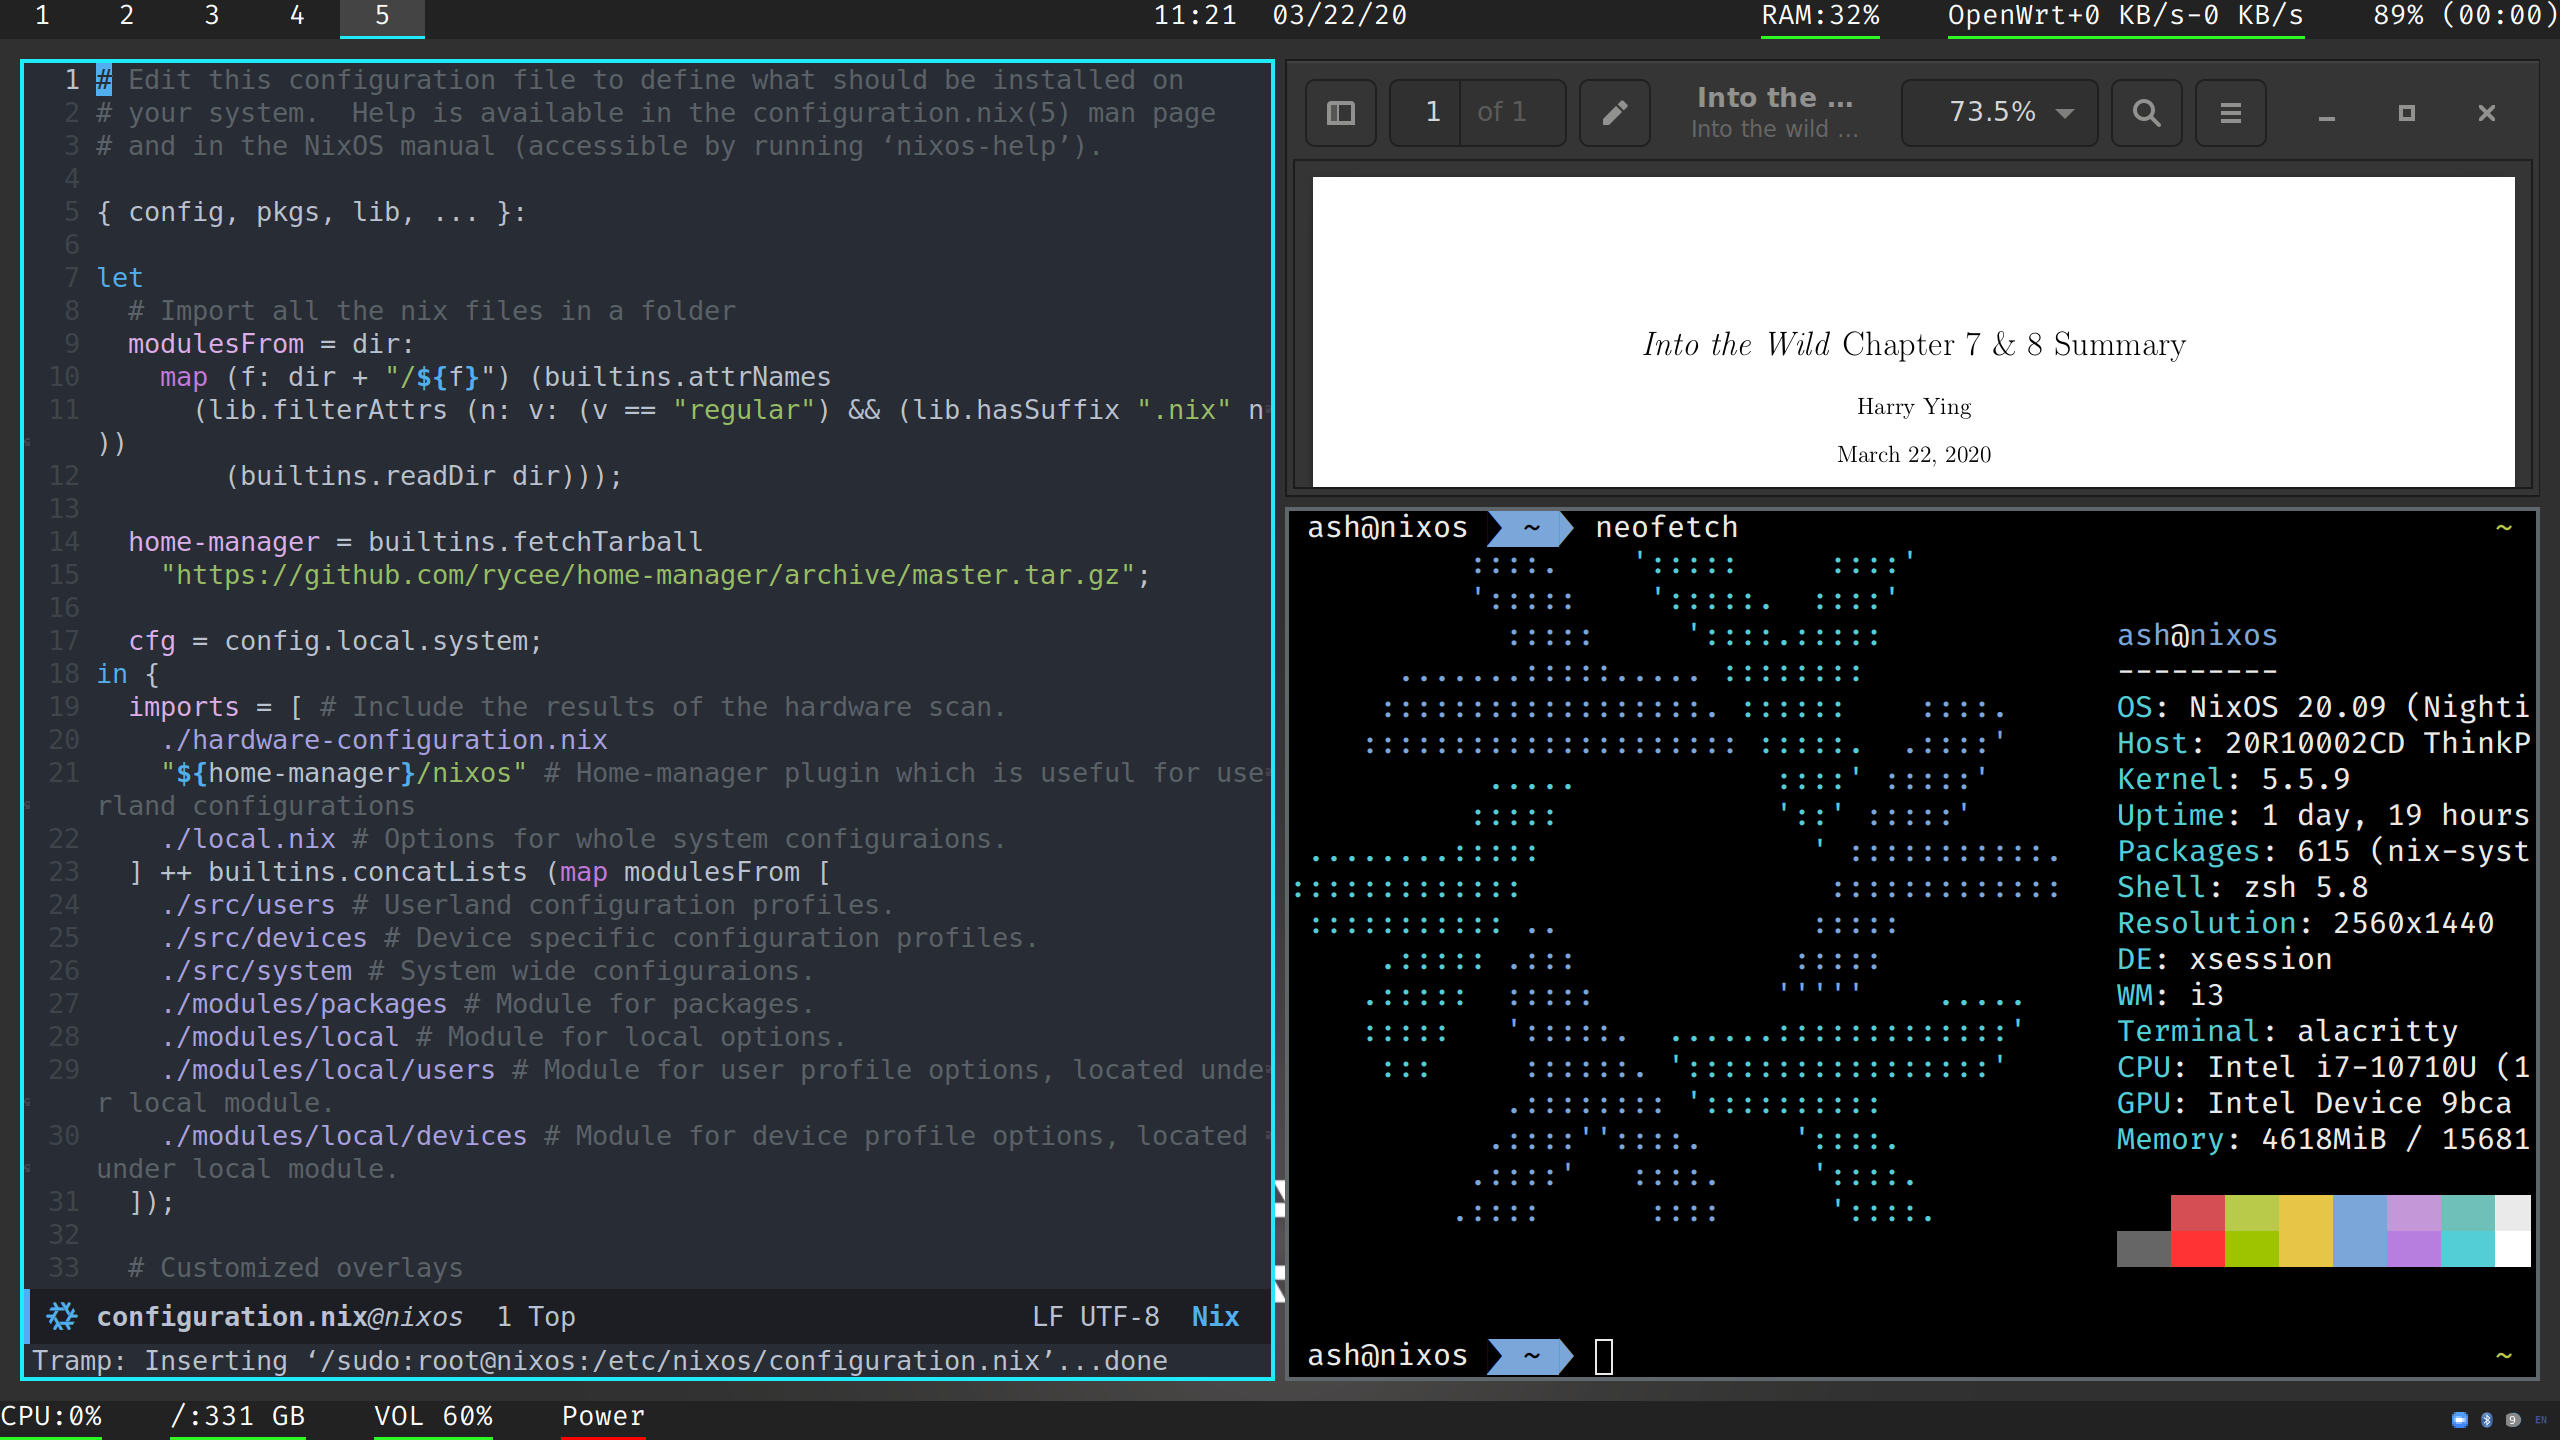 1 2 3 4 5 11:21 03/22/20 RAM:32% OpenWrt+0 KB/s-0 KB/s 89% (00:00)
1 # Edit this configuration file to define what should be installed on
2 # your system.  Help is available in the configuration.nix(5) man page
3 # and in the NixOS manual (accessible by running ‘nixos-help’).
4
5 { config, pkgs, lib, ... }:
6
7 let
8   # Import all the nix files in a folder
9   modulesFrom = dir:
10     map (f: dir + "/${f}") (builtins.attrNames
11       (lib.filterAttrs (n: v: (v == "regular") && (lib.hasSuffix ".nix" n
))
12         (builtins.readDir dir)));
13
14   home-manager = builtins.fetchTarball
15     "https://github.com/rycee/home-manager/archive/master.tar.gz";
16
17   cfg = config.local.system;
18 in {
19   imports = [ # Include the results of the hardware scan.
20     ./hardware-configuration.nix
21     "${home-manager}/nixos" # Home-manager plugin which is useful for use
rland configurations
22     ./local.nix # Options for whole system configuraions.
23   ] ++ builtins.concatLists (map modulesFrom [
24     ./src/users # Userland configuration profiles.
25     ./src/devices # Device specific configuration profiles.
26     ./src/system # System wide configuraions.
27     ./modules/packages # Module for packages.
28     ./modules/local # Module for local options.
29     ./modules/local/users # Module for user profile options, located unde
r local module.
30     ./modules/local/devices # Module for device profile options, located
under local module.
31   ]);
32
33   # Customized overlays
configuration.nix@nixos 1 Top LF UTF-8 Nix
Tramp: Inserting ‘/sudo:root@nixos:/etc/nixos/configuration.nix’...done
1 of 1
Into the ...
Into the wild ...
73.5%
Into the Wild Chapter 7 & 8 Summary
Harry Ying
March 22, 2020
ash@nixos ~ neofetch ~
ash@nixos
---------
OS: NixOS 20.09 (Nighti
Host: 20R10002CD ThinkP
Kernel: 5.5.9
Uptime: 1 day, 19 hours
Packages: 615 (nix-syst
Shell: zsh 5.8
Resolution: 2560x1440
DE: xsession
WM: i3
Terminal: alacritty
CPU: Intel i7-10710U (1
GPU: Intel Device 9bca
Memory: 4618MiB / 15681
ash@nixos ~ ~
CPU:0% /:331 GB VOL 60% Power 9 EN